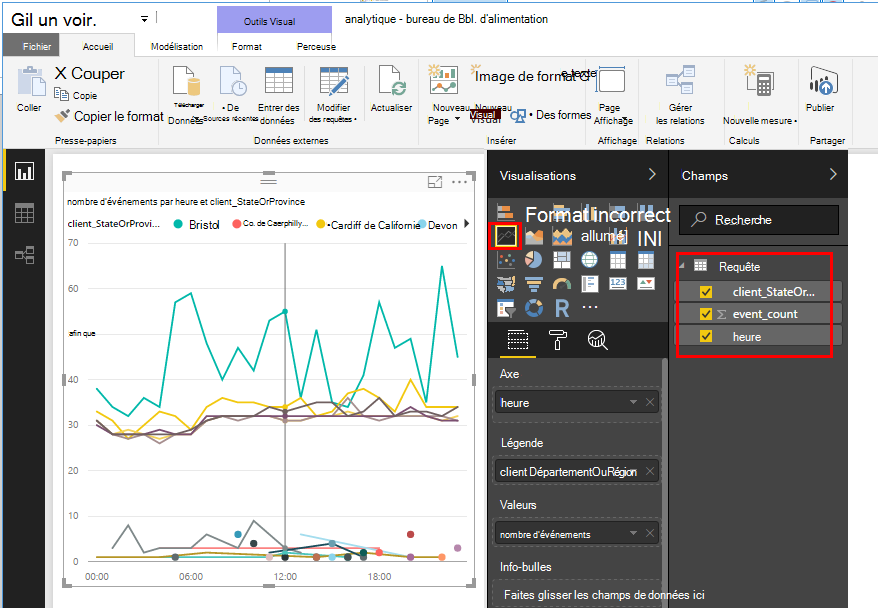 Gil un voir.
Outils Visual
analytique - bureau de Bbl. d'alimentation
Fichier
Accueil
Modélisation
Format
Perceuse
Coller
X Couper
Copie
Copier le format
Presse-papiers
Télécharger
Données
• De
Sources récentes
Entrer des
données
Modifier
des requêtes •
Données externes
Actualiser
Nouveau
Page
Nouveau
Visual
Visual
Image de format G
e texte
• Des formes
Insérer
Page
Affichage
Affichage
Gérer
les relations
Relations
Nouvelle mesure •
Calculs
Publier
Partager
nombre d'événements par heure et client_StateOrProvince
client_StateOrProvi...
Bristol
Co. de Caerphilly...
•Cardiff de Californie
Devon
70
60
afin que
40
30
20
10
0
00:00
06:00
12:00
18:00
Visualisations
Format
Incorrect
allumé
INI
123
R
...
Axe
heure
Légende
client DépartementOuRégion
Valeurs
nombre d'événements
Info-bulles
Faites glisser les champs de données ici
Champs
Recherche
Requête
client_StateOr...
Σ event_count
heure